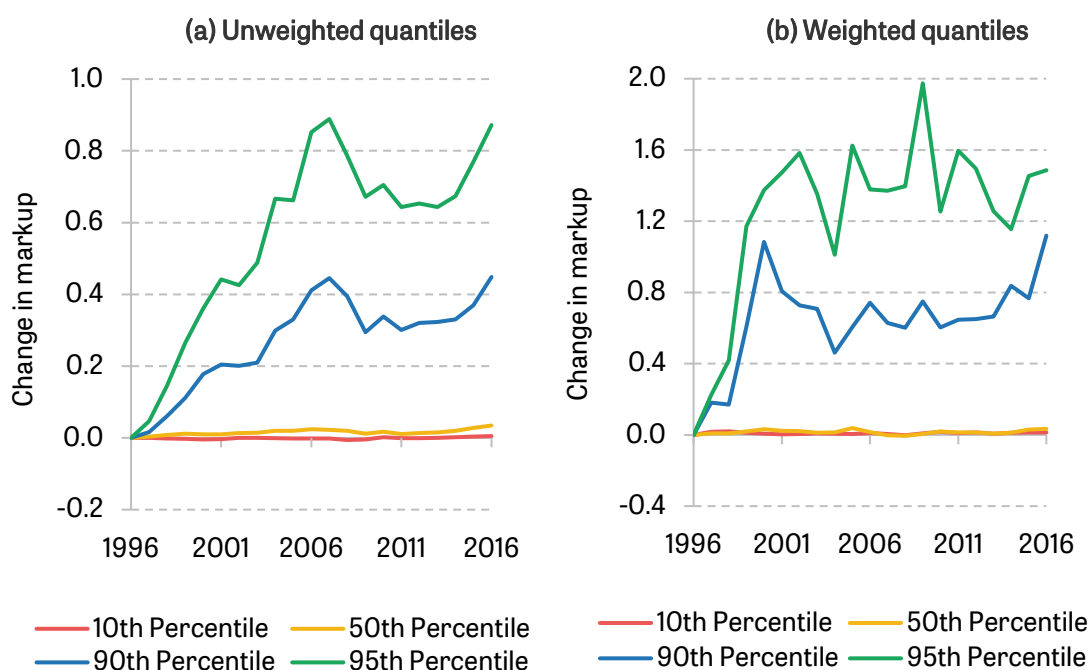 (a) Unweighted quantiles
Change in markup
1.0
0.8
0.6
0.4
0.2
0.0
-0.2
1996 2001 2006 2011 2016
10th Percentile 50th Percentile
90th Percentile 95th Percentile
(b) Weighted quantiles
Change in markup
2.0
1.6
1.2
0.8
0.4
0.0
-0.4
1996 2001 2006 2011 2016
10th Percentile 50th Percentile
90th Percentile 95th Percentile